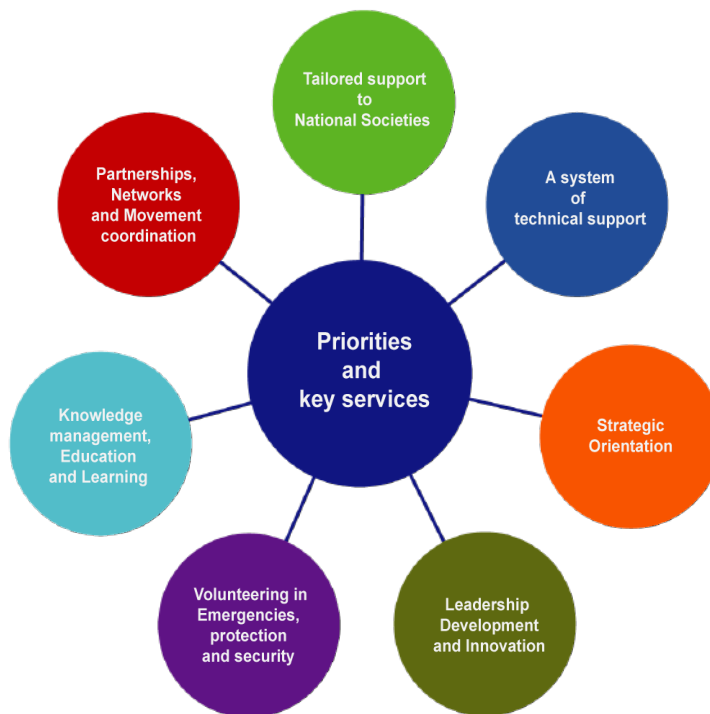 Tailored support
to
National Societies
Partnerships,
Networks
and Movement
coordination
A system
of
technical support
Priorities
and
key services
Knowledge
management,
Education
and Learning
Strategic
Orientation
Volunteering in
Emergencies,
protection
and security
Leadership
Development
and Innovation